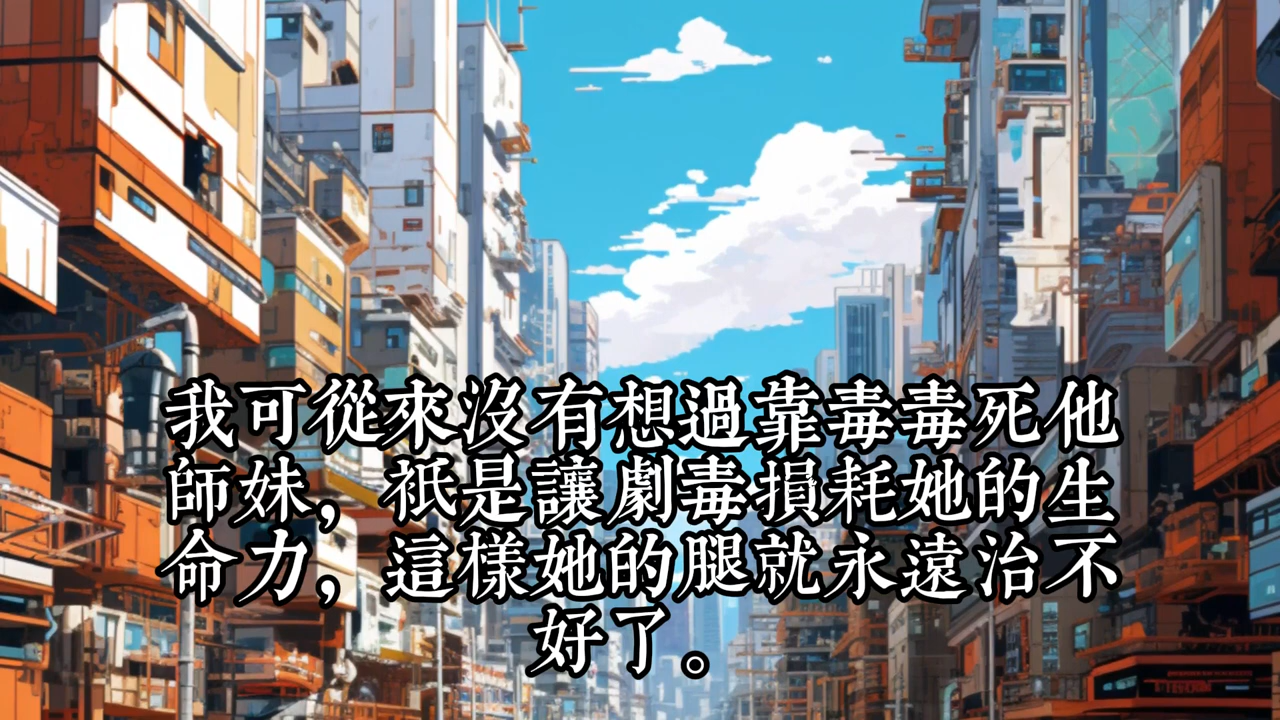 我可從來沒有想過靠毒毒死他
師妹，衹是讓劇毒損耗她的生
命力，這樣她的腿就永遠治不
好了。